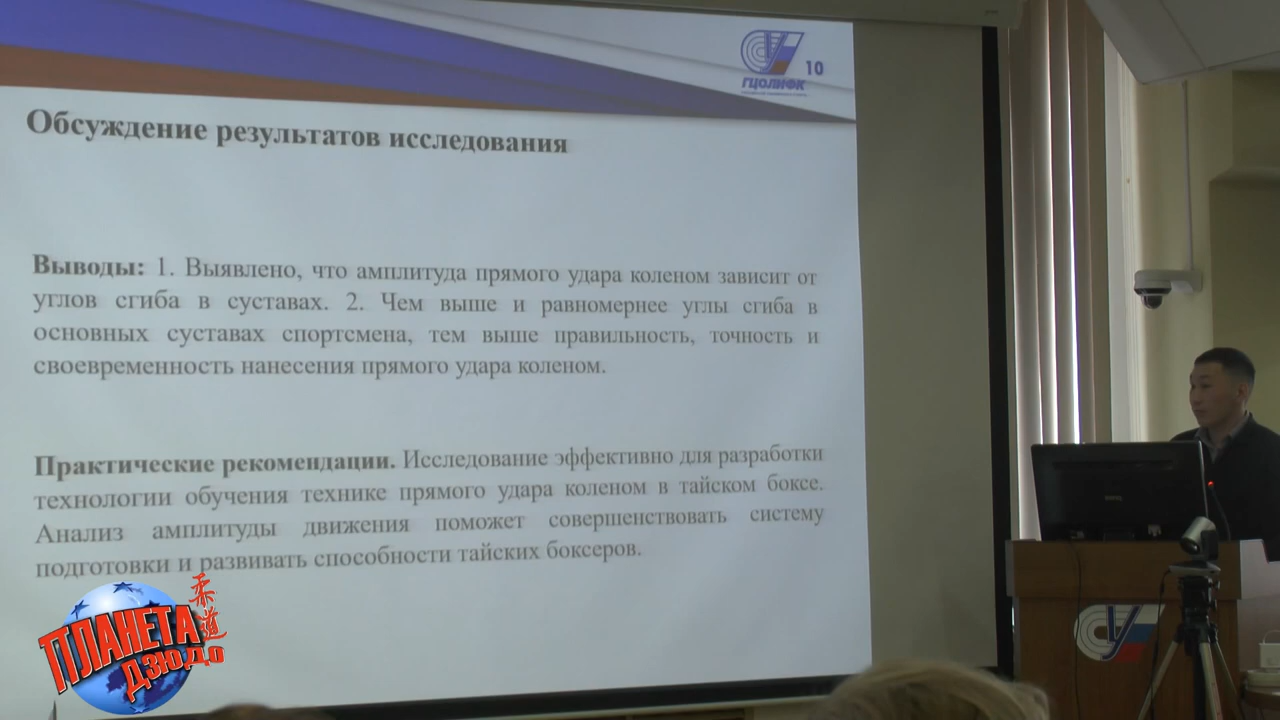 ГЦОЛИФК
10
Обсуждение результатов исследования
Выводы: 1. Выявлено, что амплитуда прямого удара коленом зависит от
углов сгиба в суставах. 2. Чем выше и равномернее углы сгиба в
основных суставах спортсмена, тем выше правильность, точность и
своевременность нанесения прямого удара коленом.
Практические рекомендации. Исследование эффективно для разработки
технологии обучения технике прямого удара коленом в тайском боксе.
Анализ амплитуды движения поможет совершенствовать систему
подготовки и развивать способности тайских боксеров.
ПЛАНЕТА
ДЗЮДО
柔道